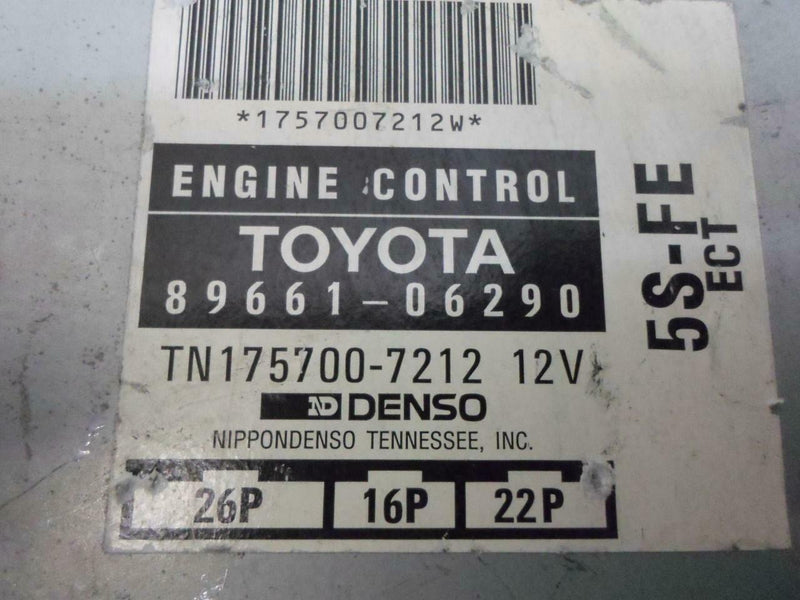 *1757007212W*
ENGINE CONTROL
TOYOTA
89661-06290
TN175700-7212 12V
ND DENSO
NIPPONDENSO TENNESSEE, INC.
26P 16P 22P
5S-FE
ECT